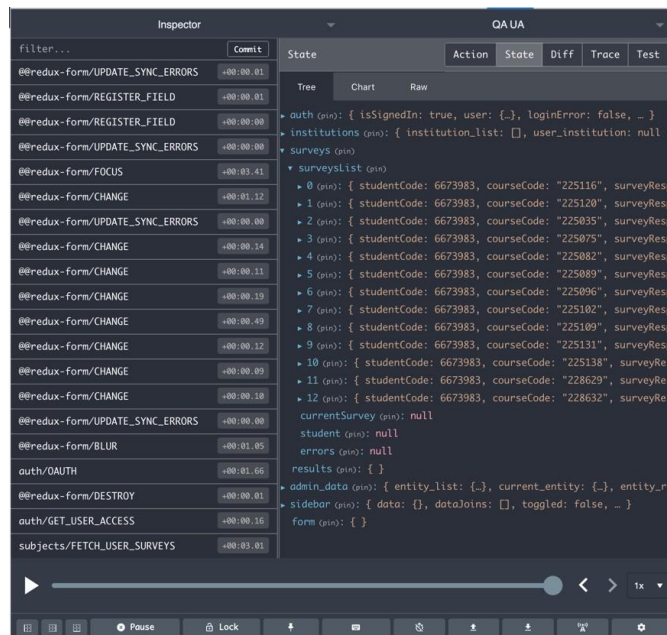 Inspector
QA UA
filter...
Commit
State
Action
State
Diff
Trace
Test
Tree
Chart
Raw
@@redux-form/UPDATE_SYNC_ERRORS +00:00.01
@@redux-form/REGISTER_FIELD +00:00.01
@@redux-form/REGISTER_FIELD +00:00.00
@@redux-form/UPDATE_SYNC_ERRORS +00:00.00
@@redux-form/FOCUS +00:03.41
@@redux-form/CHANGE +00:01.12
@@redux-form/UPDATE_SYNC_ERRORS +00:00.00
@@redux-form/CHANGE +00:00.14
@@redux-form/CHANGE +00:00.11
@@redux-form/CHANGE +00:00.19
@@redux-form/CHANGE +00:00.49
@@redux-form/CHANGE +00:00.12
@@redux-form/CHANGE +00:00.09
@@redux-form/CHANGE +00:00.10
@@redux-form/UPDATE_SYNC_ERRORS +00:00.00
@@redux-form/BLUR +00:01.05
auth/OAUTH +00:01.66
@@redux-form/DESTROY +00:00.01
auth/GET_USER_ACCESS +00:00.16
subjects/FETCH_USER_SURVEYS +00:03.01
auth (pin): { isSignedIn: true, user: {…}, loginError: false, … }
institutions (pin): { institution_list: [], user_institution: null
surveys (pin)
surveysList (pin)
0 (pin): { studentCode: 6673983, courseCode: "225116", surveyRes
1 (pin): { studentCode: 6673983, courseCode: "225120", surveyRes
2 (pin): { studentCode: 6673983, courseCode: "225035", surveyRes
3 (pin): { studentCode: 6673983, courseCode: "225075", surveyRes
4 (pin): { studentCode: 6673983, courseCode: "225082", surveyRes
5 (pin): { studentCode: 6673983, courseCode: "225089", surveyRes
6 (pin): { studentCode: 6673983, courseCode: "225096", surveyRes
7 (pin): { studentCode: 6673983, courseCode: "225102", surveyRes
8 (pin): { studentCode: 6673983, courseCode: "225109", surveyRes
9 (pin): { studentCode: 6673983, courseCode: "225131", surveyRes
10 (pin): { studentCode: 6673983, courseCode: "225138", surveyRe
11 (pin): { studentCode: 6673983, courseCode: "228629", surveyRe
12 (pin): { studentCode: 6673983, courseCode: "228632", surveyRe
currentSurvey (pin): null
student (pin): null
errors (pin): null
results (pin): { }
admin_data (pin): { entity_list: {…}, current_entity: {…}, entity_r
sidebar (pin): { data: {}, dataJoins: [], toggled: false, … }
form (pin): { }
1x
Pause
Lock